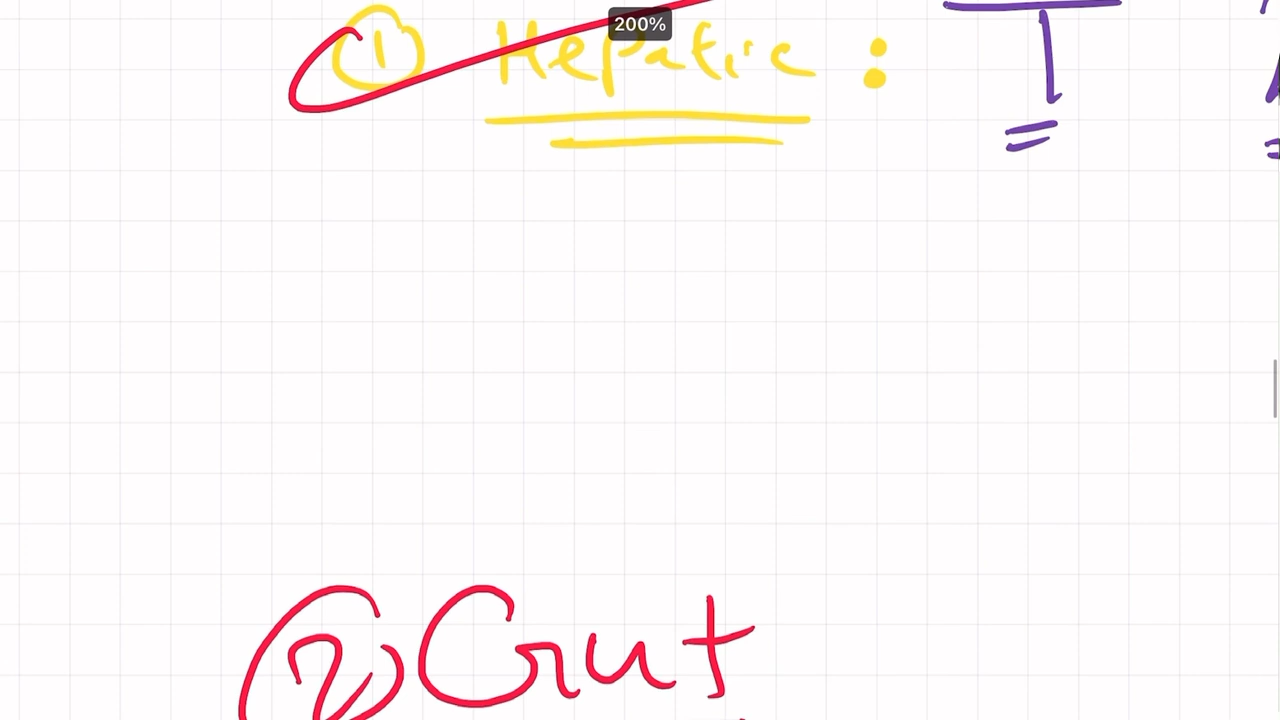 200%
① Hepatic :
② Gut